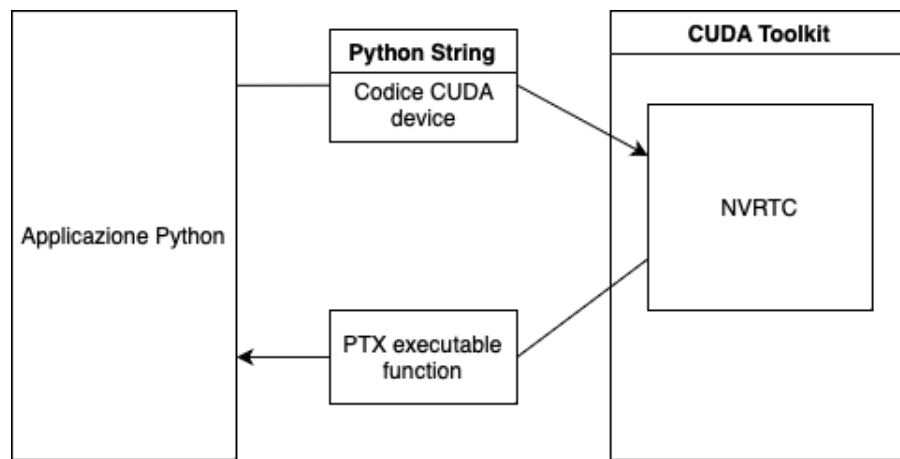 Python String
Codice CUDA
device
CUDA Toolkit
Applicazione Python
NVRTC
PTX executable
function